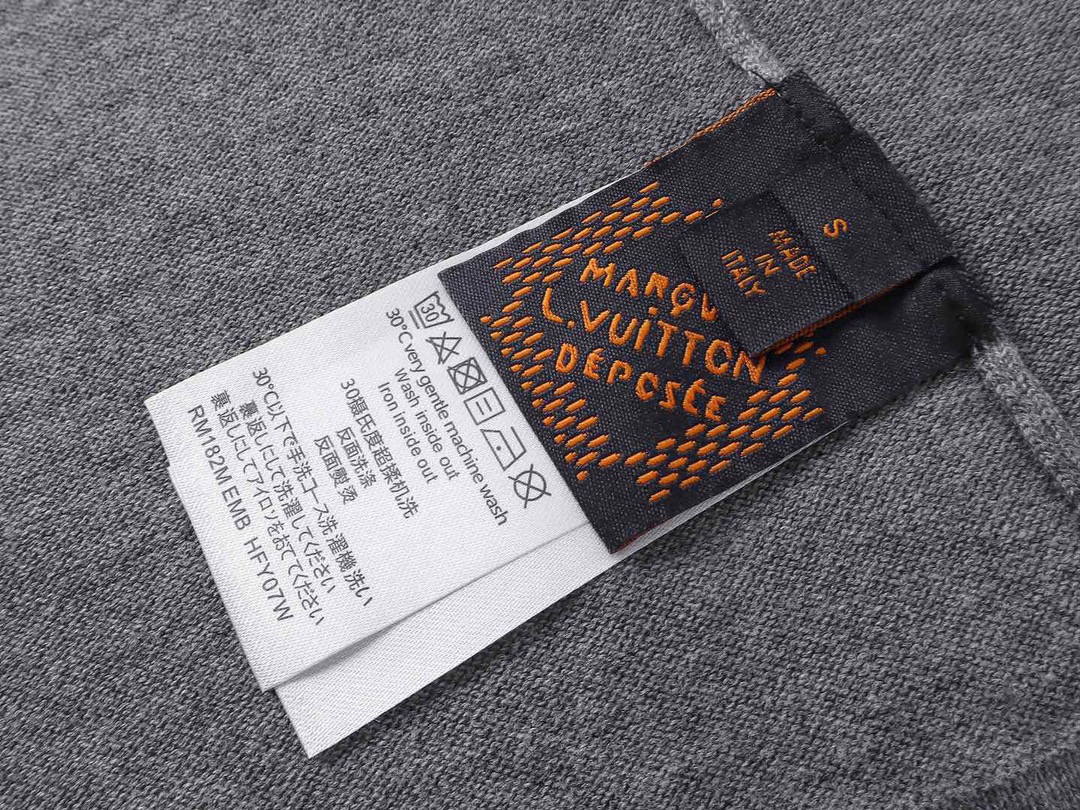 MARQU
L.VUITTON
DÉPOSÉE
S
MADE
IN
ITALY
30
30°C very gentle machine wash
Wash inside out
Iron inside out
30摄氏度超揉机洗
反面洗涤
反面熨烫
30℃以下で手洗コース洗濯機洗い
裏返しにして洗濯してください
裏返しにしてアイロンをおてください
RM182M EMB HFY07W